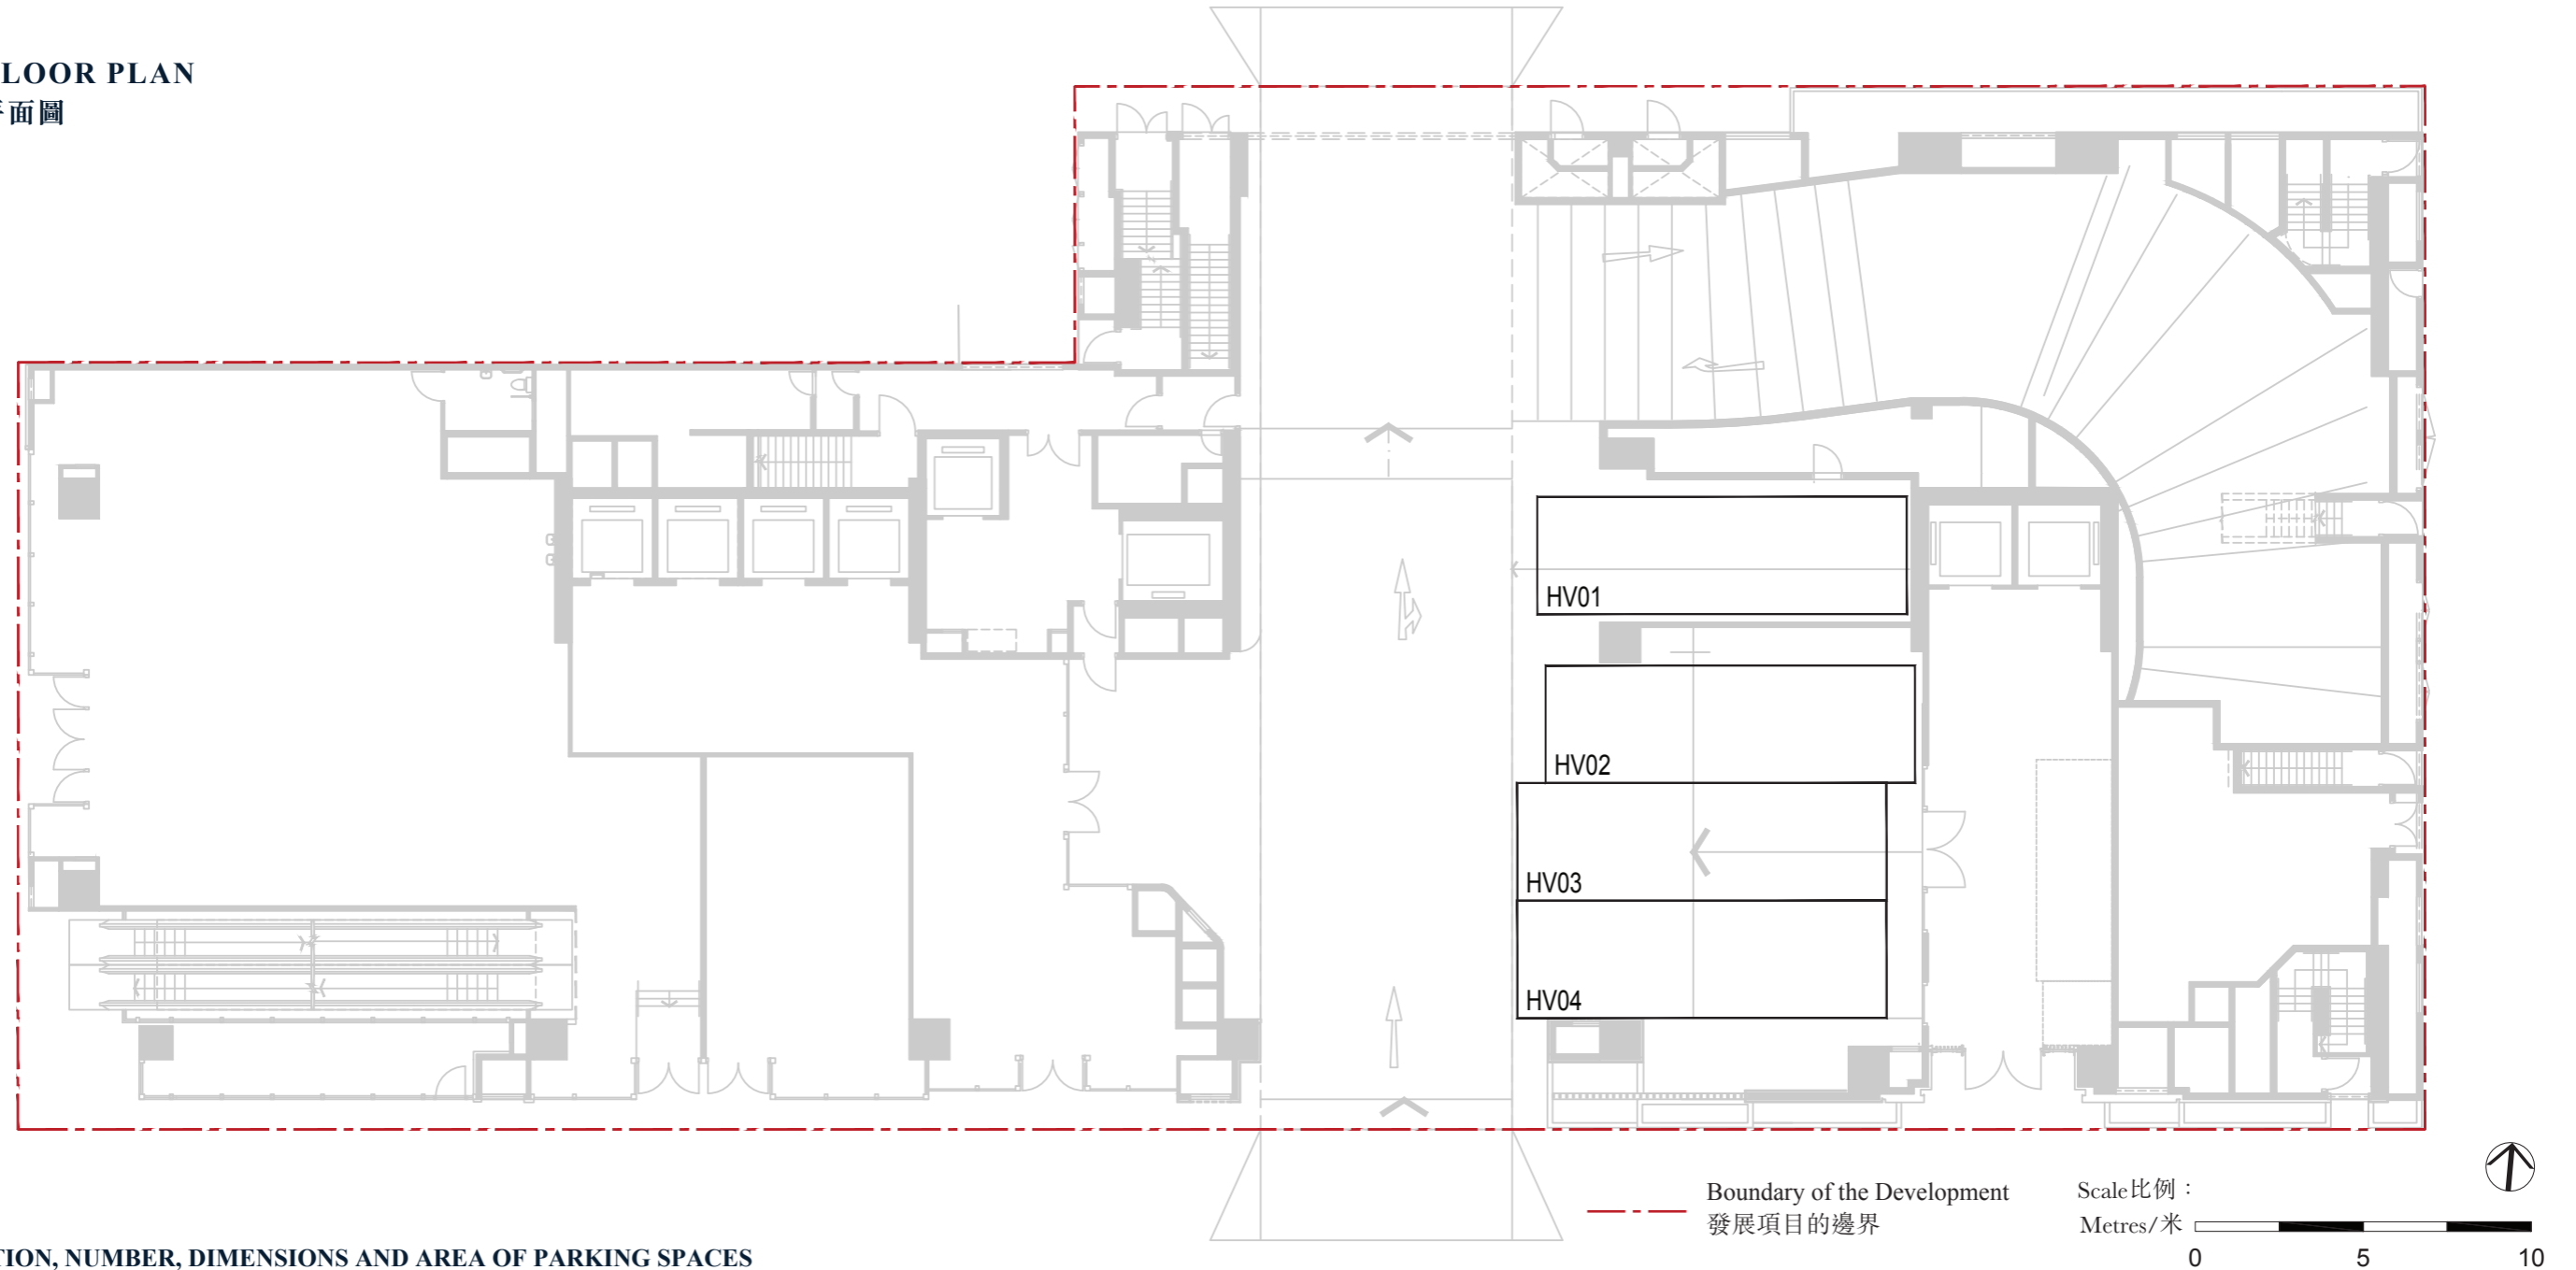 LOOR PLAN
平面圖
HV01
HV02
HV03
HV04
Boundary of the Development
發展項目的邊界
Scale比例：
Metres/米
0 5 10
TION, NUMBER, DIMENSIONS AND AREA OF PARKING SPACES